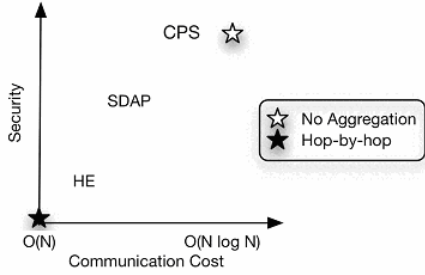 CPS
SDAP
Security
No Aggregation
Hop-by-hop
HE
O(N)
O(N log N)
Communication Cost